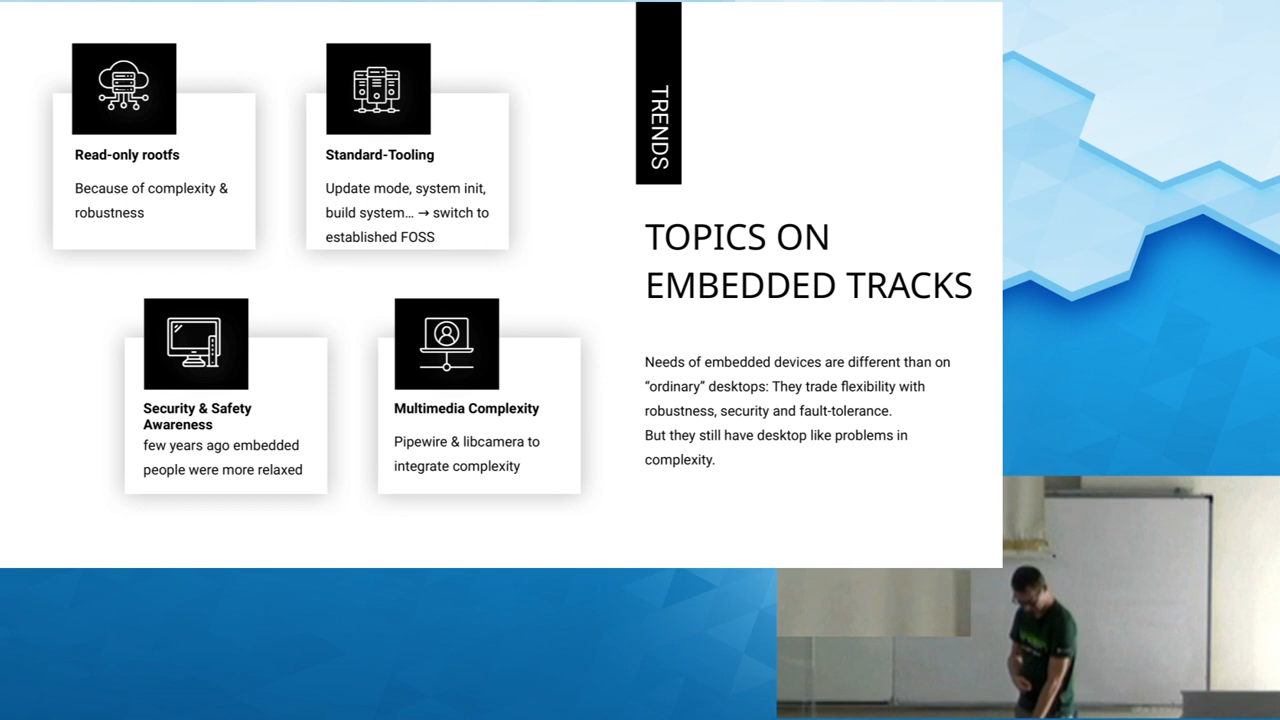 Read-only rootfs
Because of complexity &
robustness
Standard-Tooling
Update mode, system init,
build system... → switch to
established FOSS
Security & Safety
Awareness
few years ago embedded
people were more relaxed
Multimedia Complexity
Pipewire & libcamera to
integrate complexity
TRENDS
TOPICS ON
EMBEDDED TRACKS
Needs of embedded devices are different than on
“ordinary” desktops: They trade flexibility with
robustness, security and fault-tolerance.
But they still have desktop like problems in
complexity.